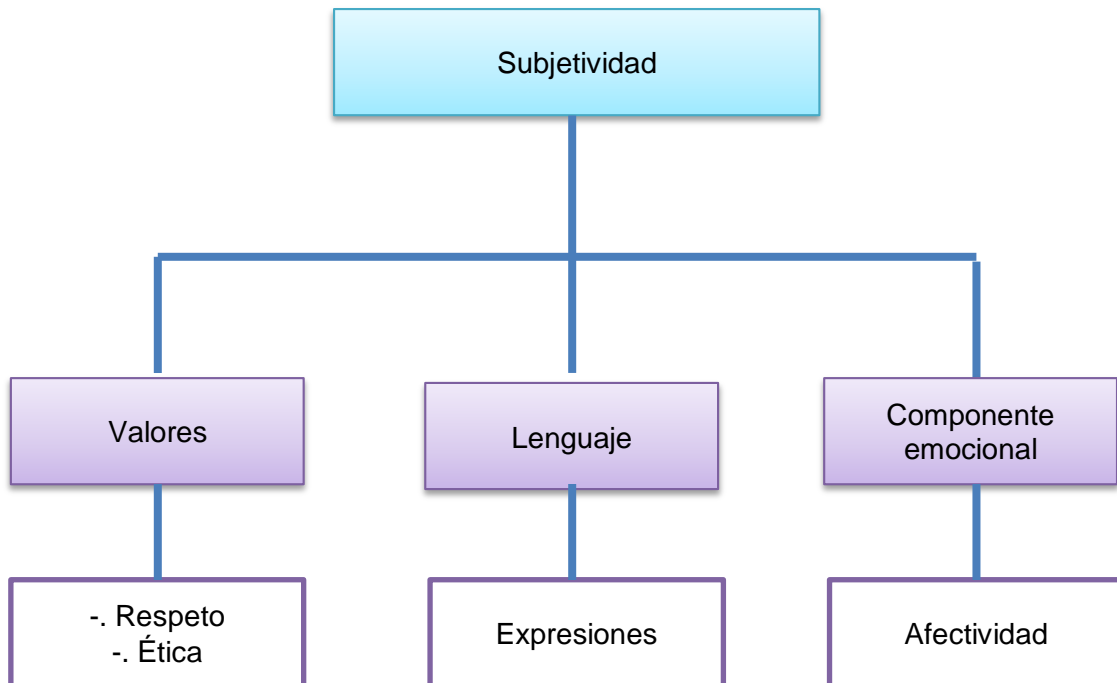 Subjetividad
Valores
Lenguaje
Componente
emocional
-. Respeto
-. Ética
Expresiones
Afectividad